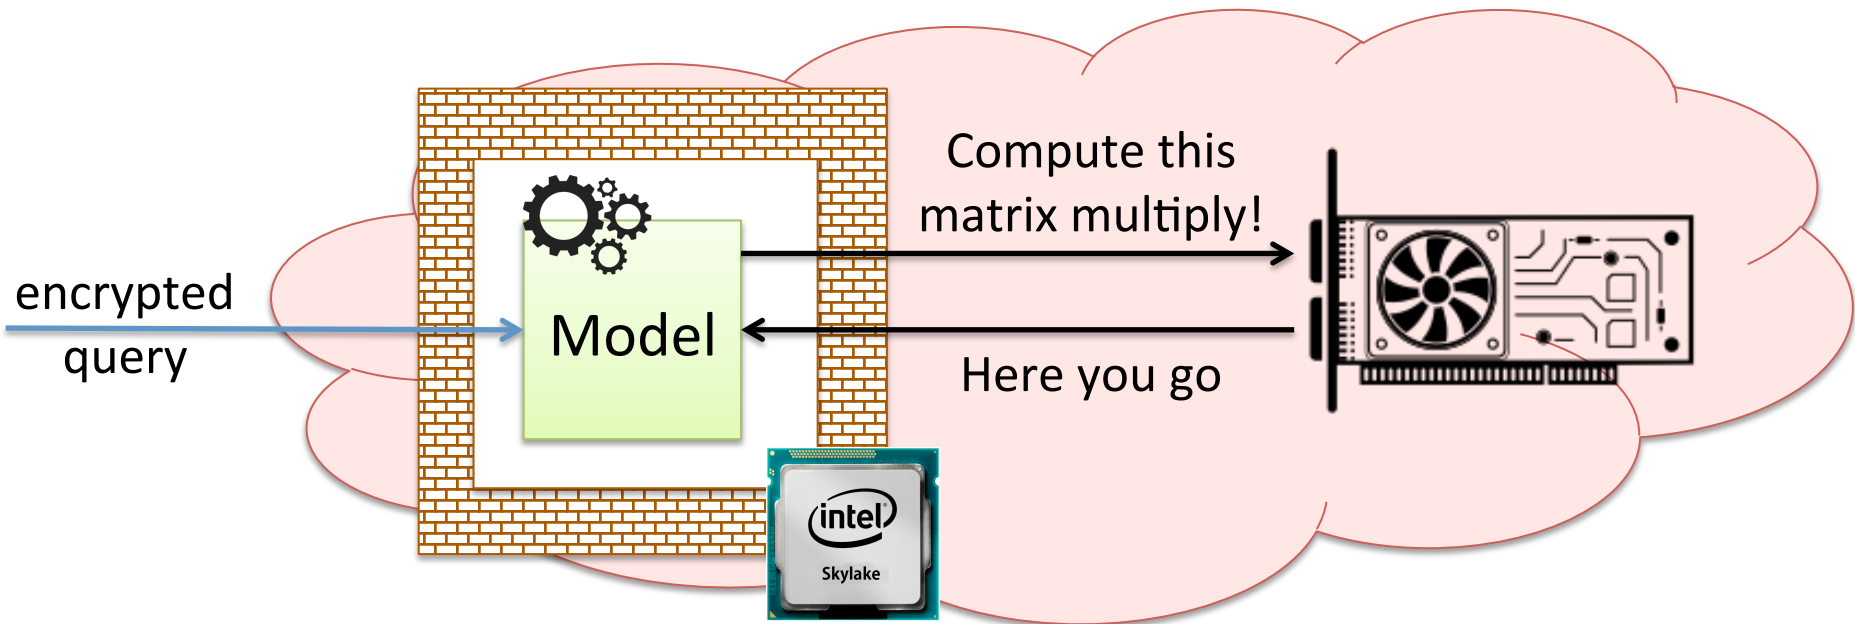 encrypted
query
Model
Compute this
matrix multiply!
Here you go
intel
Skylake